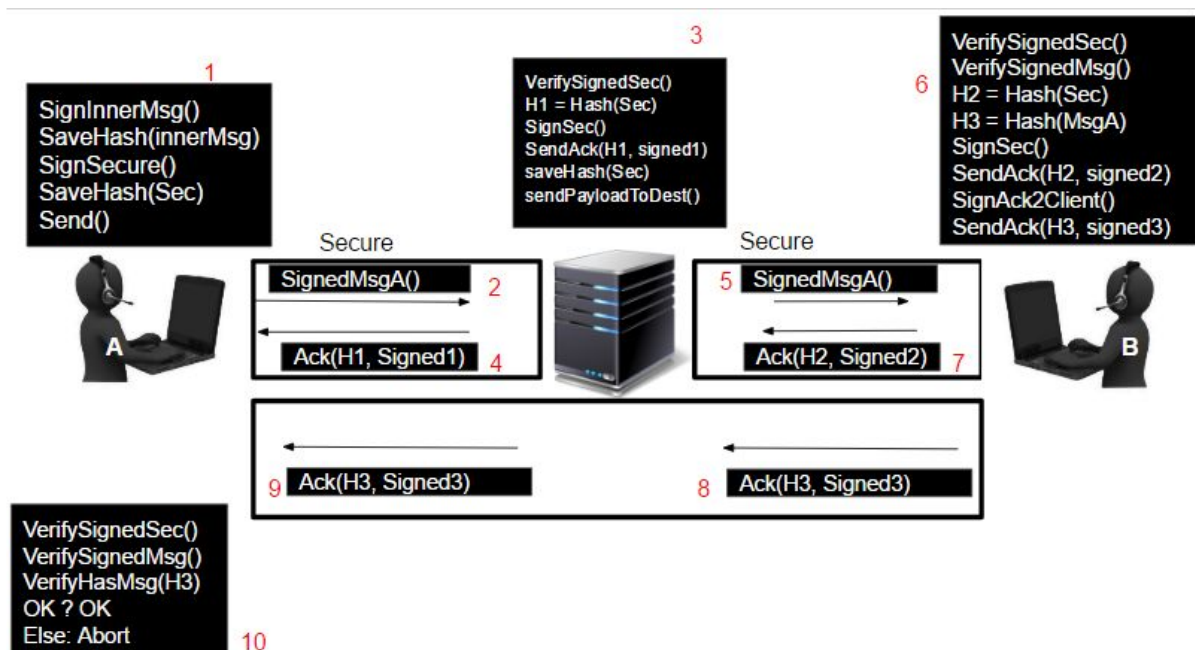 1
SignInnerMsg()
SaveHash(innerMsg)
SignSecure()
SaveHash(Sec)
Send()
3
VerifySignedSec()
H1 = Hash(Sec)
SignSec()
SendAck(H1, signed1)
saveHash(Sec)
sendPayloadToDest()
6
VerifySignedSec()
VerifySignedMsg()
H2 = Hash(Sec)
H3 = Hash(MsgA)
SignSec()
SendAck(H2, signed2)
SignAck2Client()
SendAck(H3, signed3)
Secure
Secure
SignedMsgA()
2
5
SignedMsgA()
A
B
Ack(H1, Signed1)
4
Ack(H2, Signed2)
7
9
Ack(H3, Signed3)
8
Ack(H3, Signed3)
VerifySignedSec()
VerifySignedMsg()
VerifyHasMsg(H3)
OK ? OK
Else: Abort
10